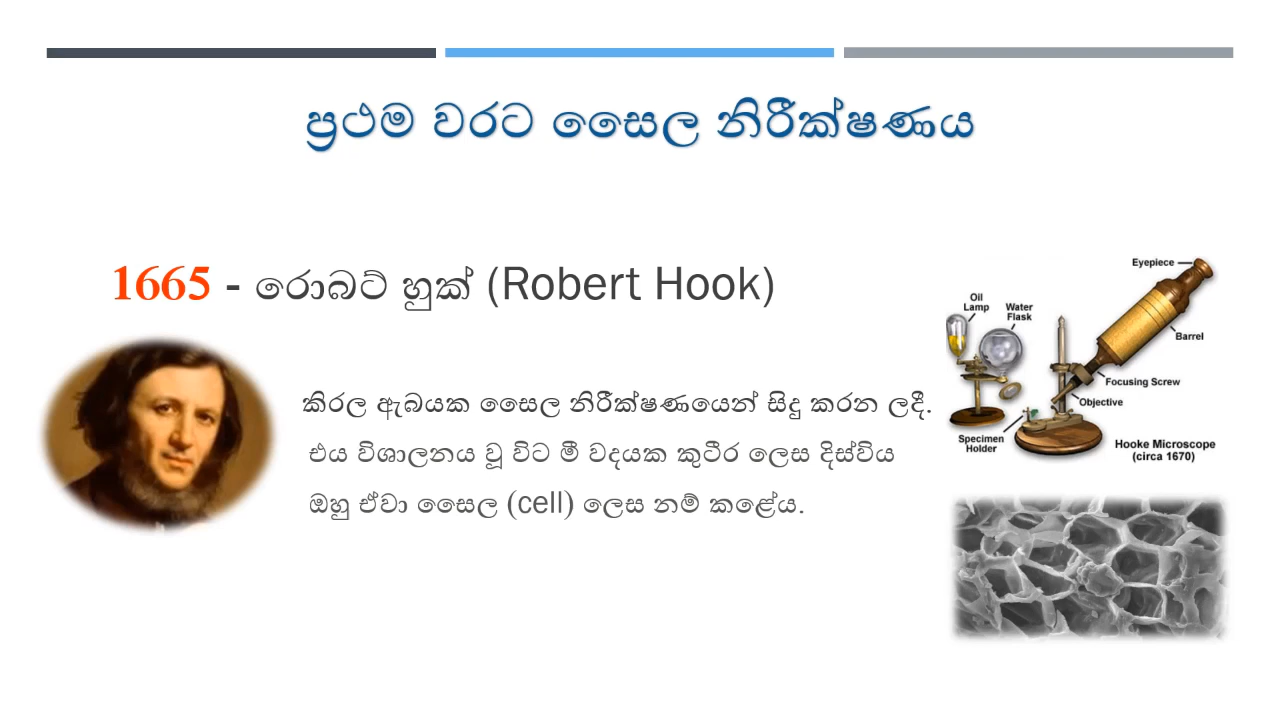 ප්‍රථම වරට සෛල නිරීක්ෂණය
1665 - රොබට් හුක් (Robert Hook)
කිරල ඇබයක සෛල නිරීක්ෂණයෙන් සිදු කරන ලදී.
එය විශාලනය වූ විට මී වදයක කුටීර ලෙස දිස්විය
ඔහු ඒවා සෛල (cell) ලෙස නම් කළේය.
Eyepiece
Oil
Lamp
Water
Flask
Barrel
Focusing Screw
Objective
Specimen
Holder
Hooke Microscope
(circa 1670)